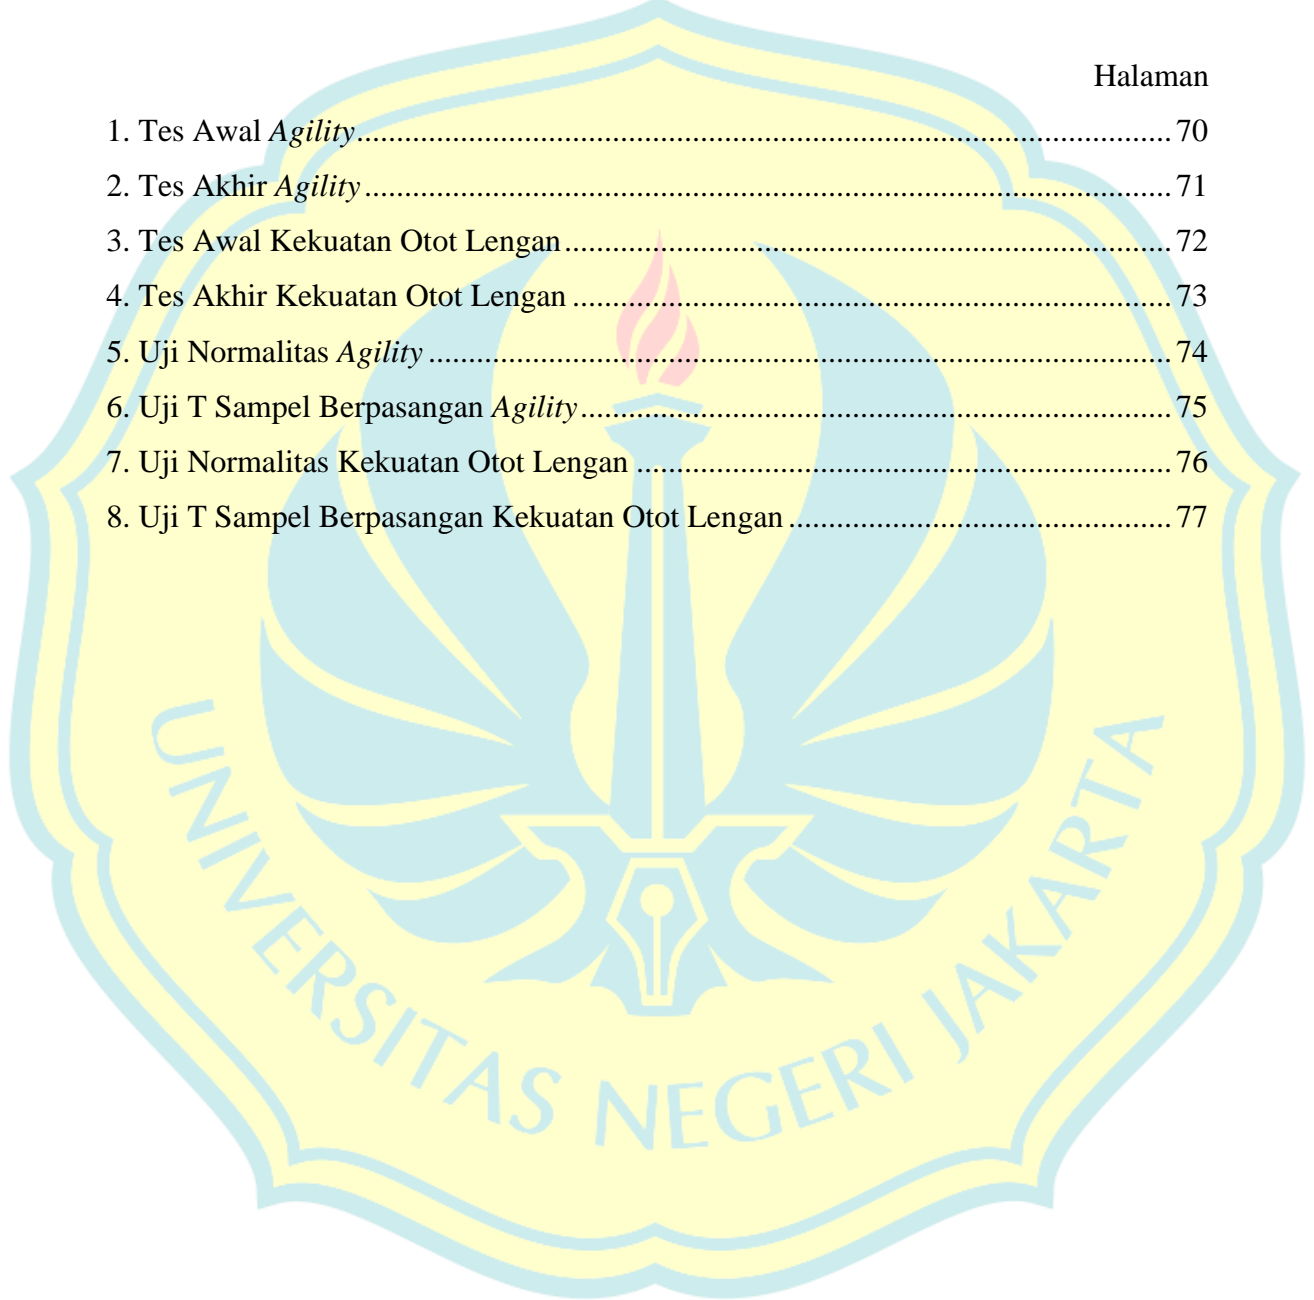 Halaman
1. Tes Awal Agility.......................................................................................................70
2. Tes Akhir Agility......................................................................................................71
3. Tes Awal Kekuatan Otot Lengan.............................................................................72
4. Tes Akhir Kekuatan Otot Lengan............................................................................73
5. Uji Normalitas Agility..............................................................................................74
6. Uji T Sampel Berpasangan Agility...........................................................................75
7. Uji Normalitas Kekuatan Otot Lengan....................................................................76
8. Uji T Sampel Berpasangan Kekuatan Otot Lengan.................................................77
UNIVERSITAS NEGERI JAKARTA